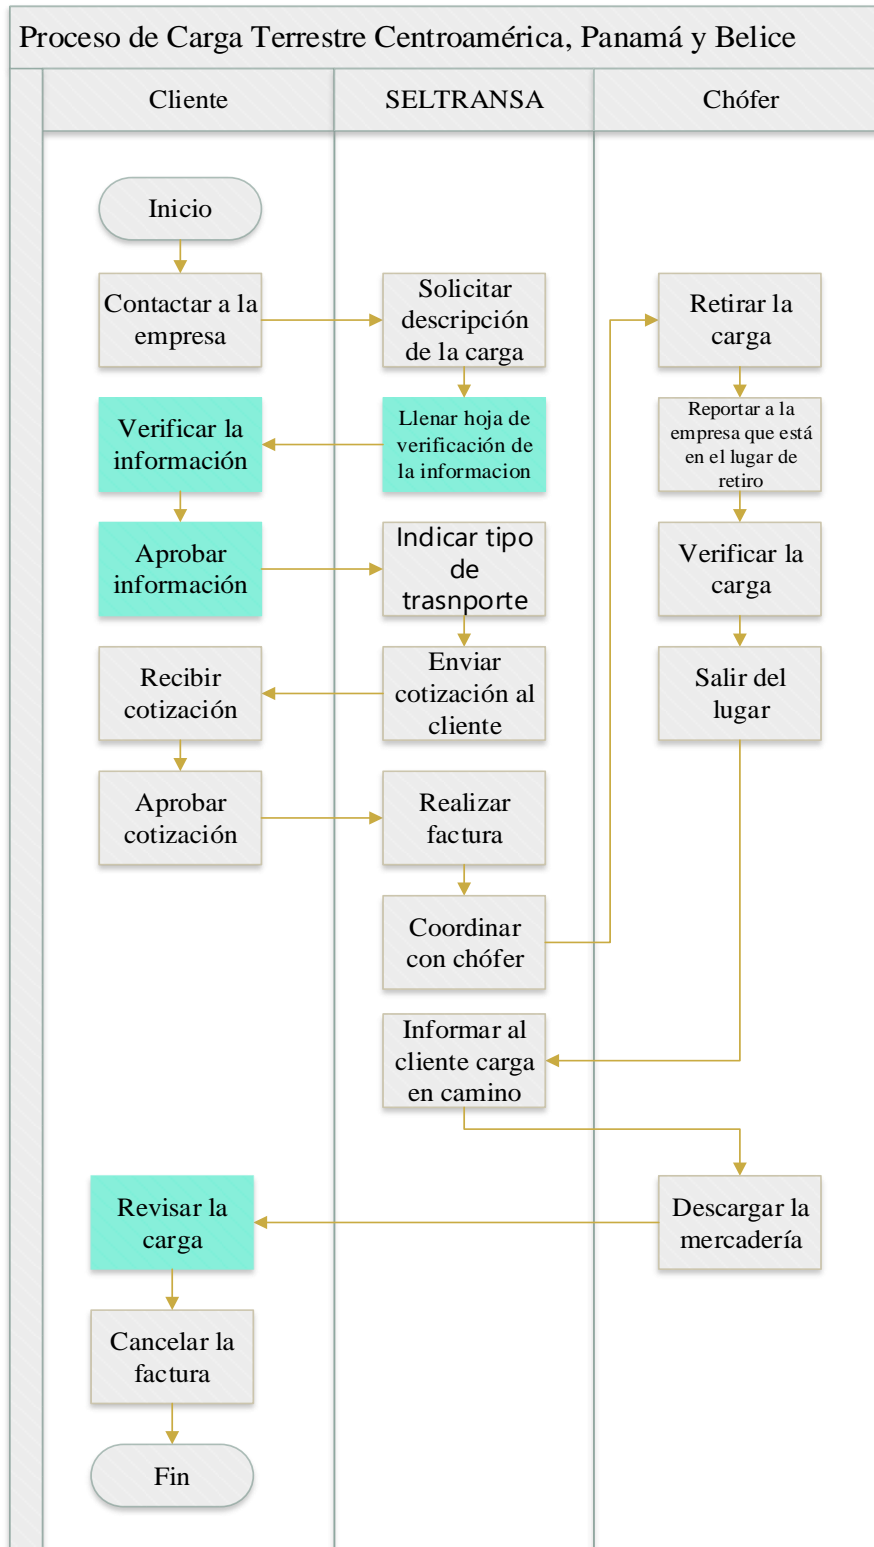 Proceso de Carga Terrestre Centroamérica, Panamá y Belice
Cliente
SELTRANSA
Chófer
Inicio
Contactar a la
empresa
Solicitar
descripción
de la carga
Retirar la
carga
Verificar la
información
Llenar hoja de
verificación de
la informacion
Reportar a la
empresa que está
en el lugar de
retiro
Aprobar
información
Indicar tipo
de
trasnporte
Verificar la
carga
Recibir
cotización
Enviar
cotización al
cliente
Salir del
lugar
Aprobar
cotización
Realizar
factura
Coordinar
con chófer
Informar al
cliente carga
en camino
Revisar la
carga
Descargar la
mercadería
Cancelar la
factura
Fin